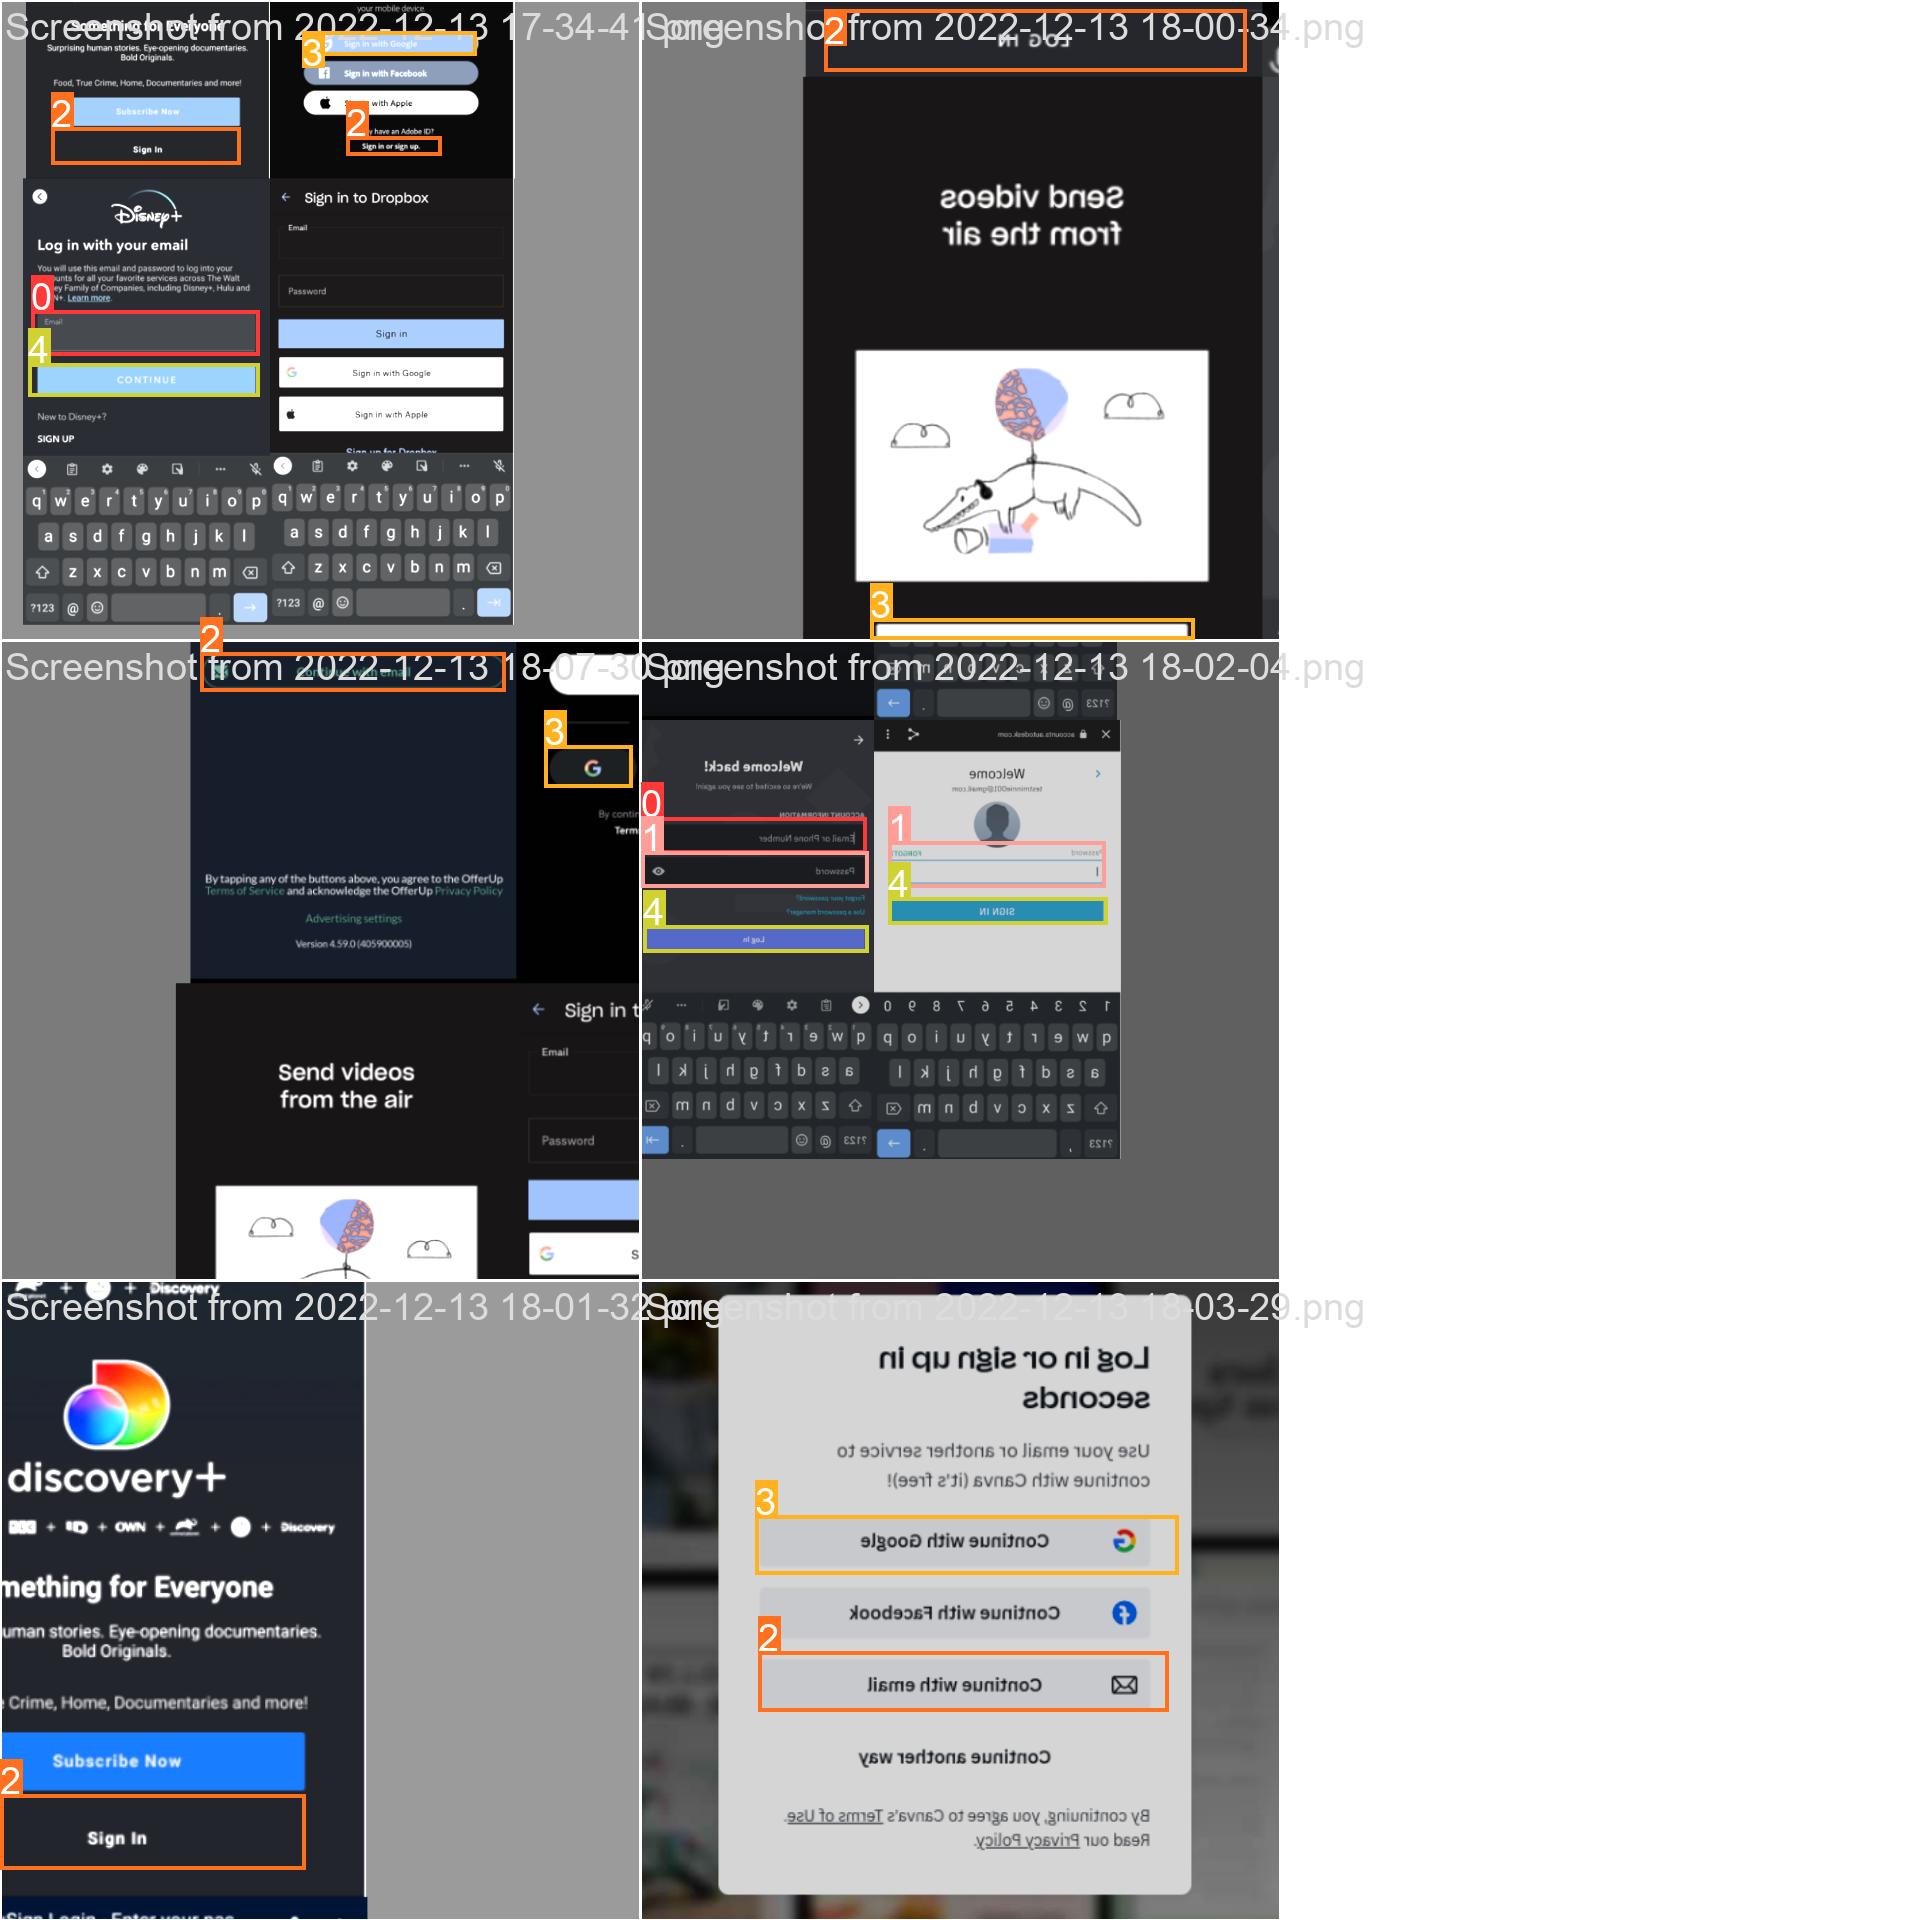 Screenshot from 2022-12-13 17-34-41.png
Something for Everyone
Surprising human stories. Eye-opening documentaries.
Bold Originals.
Food, True Crime, Home, Documentaries and more!
2
Subscribe Now
Sign In
your mobile device.
3
Sign in with Google
Sign in with Facebook
with Apple
2
have an Adobe ID?
Sign in or sign up.
Disney+
Log in with your email
You will use this email and password to log into your
for all your favorite services across The Walt
Family of Companies, including Disney+, Hulu and
Learn more.
0
Email
4
CONTINUE
New to Disney+?
SIGN UP
q w e r t y u i o p
a s d f g h j k l
z x c v b n m
?123 @ .
Sign in to Dropbox
Email
Password
Sign in
Sign in with Google
Sign in with Apple
Sign up for Dropbox
q w e r t y u i o p
a s d f g h j k l
z x c v b n m
?123 @ .
Screenshot from 2022-12-13 18-00-34.png
2
LOG IN
Send videos
from the air
3
Screenshot from 2022-12-13 18-07-30.png
2
Continue with email
3
G
By contin
Term
By tapping any of the buttons above, you agree to the OfferUp
Terms of Service and acknowledge the OfferUp Privacy Policy
Advertising settings
Version 4.59.0 (405900005)
Send videos
from the air
Sign in t
Email
Password
G
S
Screenshot from 2022-12-13 18-02-04.png
?123 @ .
Welcome back!
We're so excited to see you again!
ACCOUNT INFORMATION
0
Email or Phone Number
1
Password
Forgot your password?
Use a password manager?
4
Log In
q w e r t y u i o p
a s d f g h j k l
z x c v b n m
?123 @ .
accounts.autodesk.com
Welcome
testminnie001@gmail.com
1
Password
FORGOT?
4
SIGN IN
1 2 3 4 5 6 7 8 9 0
q w e r t y u i o p
a s d f g h j k l
z x c v b n m
?123 , .
Screenshot from 2022-12-13 18-01-32.png
+ + Discovery
discovery+
+ ID + OWN + + + Discovery
mething for Everyone
uman stories. Eye-opening documentaries.
Bold Originals.
Crime, Home, Documentaries and more!
Subscribe Now
2
Sign In
Sign Login - Enter your pas
Screenshot from 2022-12-13 18-03-29.png
Log in or sign up in
seconds
Use your email or another service to
continue with Canva (it's free)!
3
Continue with Google
Continue with Facebook
2
Continue with email
Continue another way
By continuing, you agree to Canva's Terms of Use.
Read our Privacy Policy.